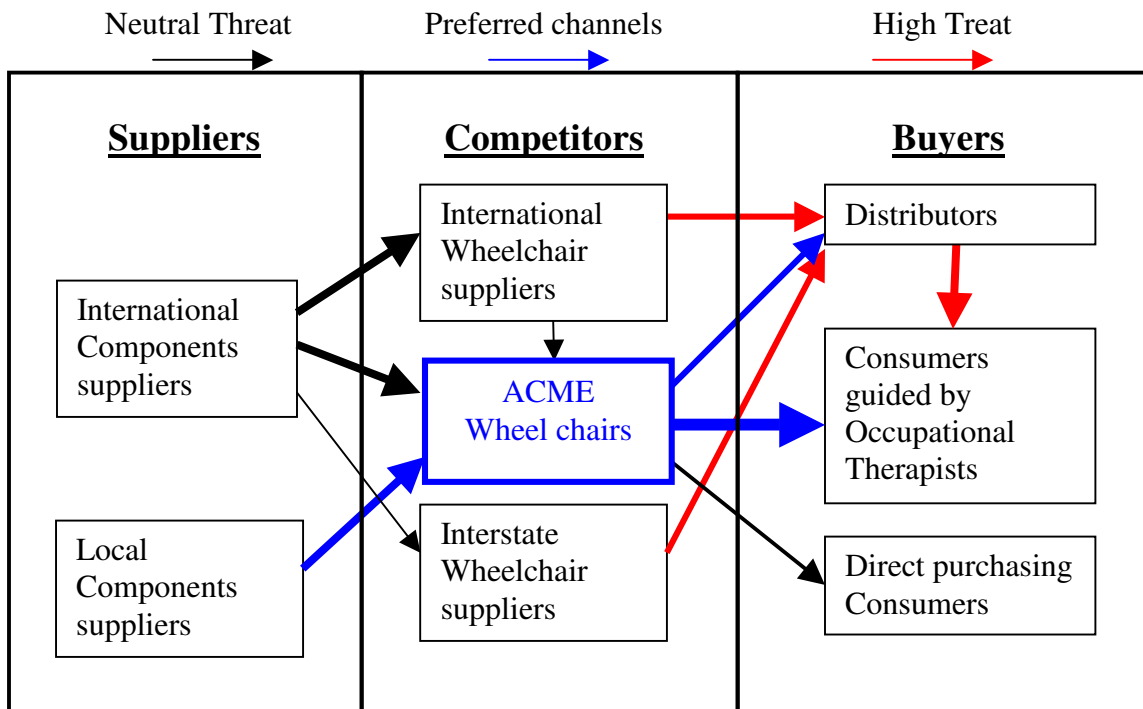 Neutral Threat
Preferred channels
High Treat
Suppliers
Competitors
Buyers
International
Components
suppliers
Local
Components
suppliers
International
Wheelchair
suppliers
ACME
Wheel chairs
Interstate
Wheelchair
suppliers
Distributors
Consumers
guided by
Occupational
Therapists
Direct purchasing
Consumers